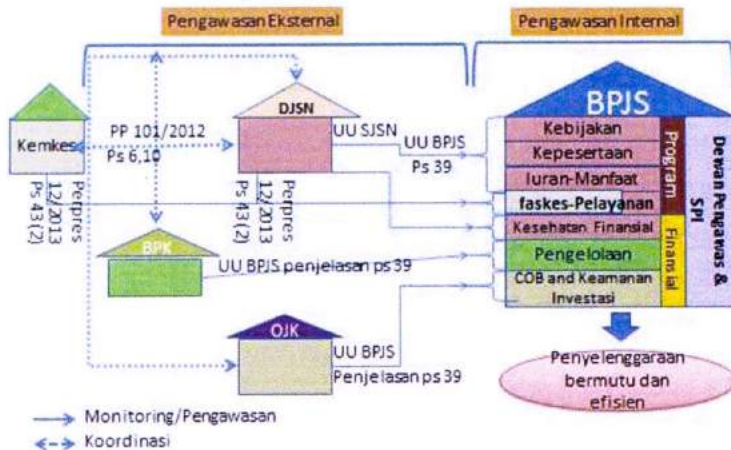 Pengawasan Eksternal
Pengawasan Internal
Kemkes
PP 101/2012
Ps 6,10
DJSN
UU SJSN
UU BPJS
Ps 39
Perpres
12/2013
Ps 43 (2)
Perpres
12/2013
Ps 43 (2)
BPK
UU BPJS penjelasan ps 39
OJK
UU BPJS
Penjelasan ps 39
BPJS
Kebijakan
Kepesertaan
Iuran-Manfaat
faskes-Pelayanan
Kesehatan Finansial
Pengelolaan
COB and Keamanan
Investasi
Program
Finansial
Dewan Pengawas &
SPI
Penyelenggaraan
bermutu dan
efisien
Monitoring/Pengawasan
Koordinasi